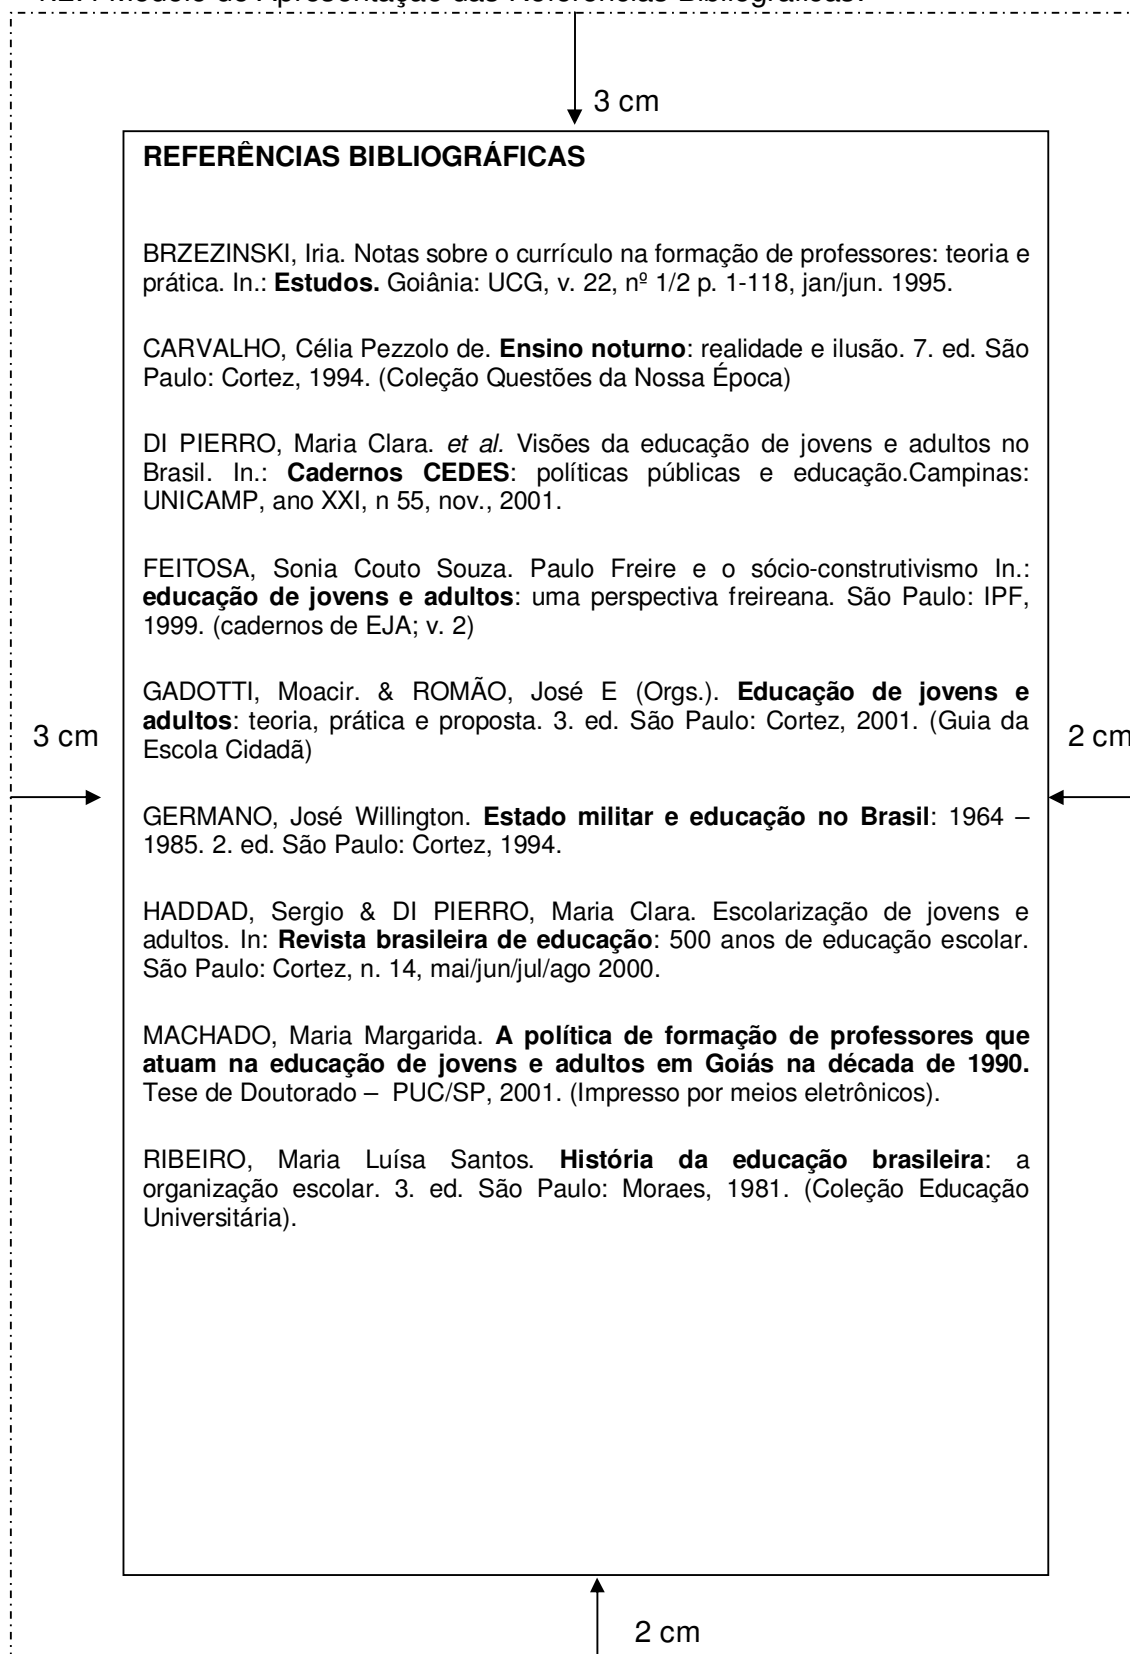 Modelo de Apresentação das Referências Bibliográficas.
3 cm
REFERÊNCIAS BIBLIOGRÁFICAS
BRZEZINSKI, Iria. Notas sobre o currículo na formação de professores: teoria e
prática. In.: Estudos. Goiânia: UCG, v. 22, nº 1/2 p. 1-118, jan/jun. 1995.
CARVALHO, Célia Pezzolo de. Ensino noturno: realidade e ilusão. 7. ed. São
Paulo: Cortez, 1994. (Coleção Questões da Nossa Época)
DI PIERRO, Maria Clara. et al. Visões da educação de jovens e adultos no
Brasil. In.: Cadernos CEDES: políticas públicas e educação.Campinas:
UNICAMP, ano XXI, n 55, nov., 2001.
FEITOSA, Sonia Couto Souza. Paulo Freire e o sócio-construtivismo In.:
educação de jovens e adultos: uma perspectiva freireana. São Paulo: IPF,
1999. (cadernos de EJA; v. 2)
GADOTTI, Moacir. & ROMÃO, José E (Orgs.). Educação de jovens e
adultos: teoria, prática e proposta. 3. ed. São Paulo: Cortez, 2001. (Guia da
Escola Cidadã)
3 cm
2 cm
GERMANO, José Willington. Estado militar e educação no Brasil: 1964 –
1985. 2. ed. São Paulo: Cortez, 1994.
HADDAD, Sergio & DI PIERRO, Maria Clara. Escolarização de jovens e
adultos. In: Revista brasileira de educação: 500 anos de educação escolar.
São Paulo: Cortez, n. 14, mai/jun/jul/ago 2000.
MACHADO, Maria Margarida. A política de formação de professores que
atuam na educação de jovens e adultos em Goiás na década de 1990.
Tese de Doutorado – PUC/SP, 2001. (Impresso por meios eletrônicos).
RIBEIRO, Maria Luísa Santos. História da educação brasileira: a
organização escolar. 3. ed. São Paulo: Moraes, 1981. (Coleção Educação
Universitária).
2 cm